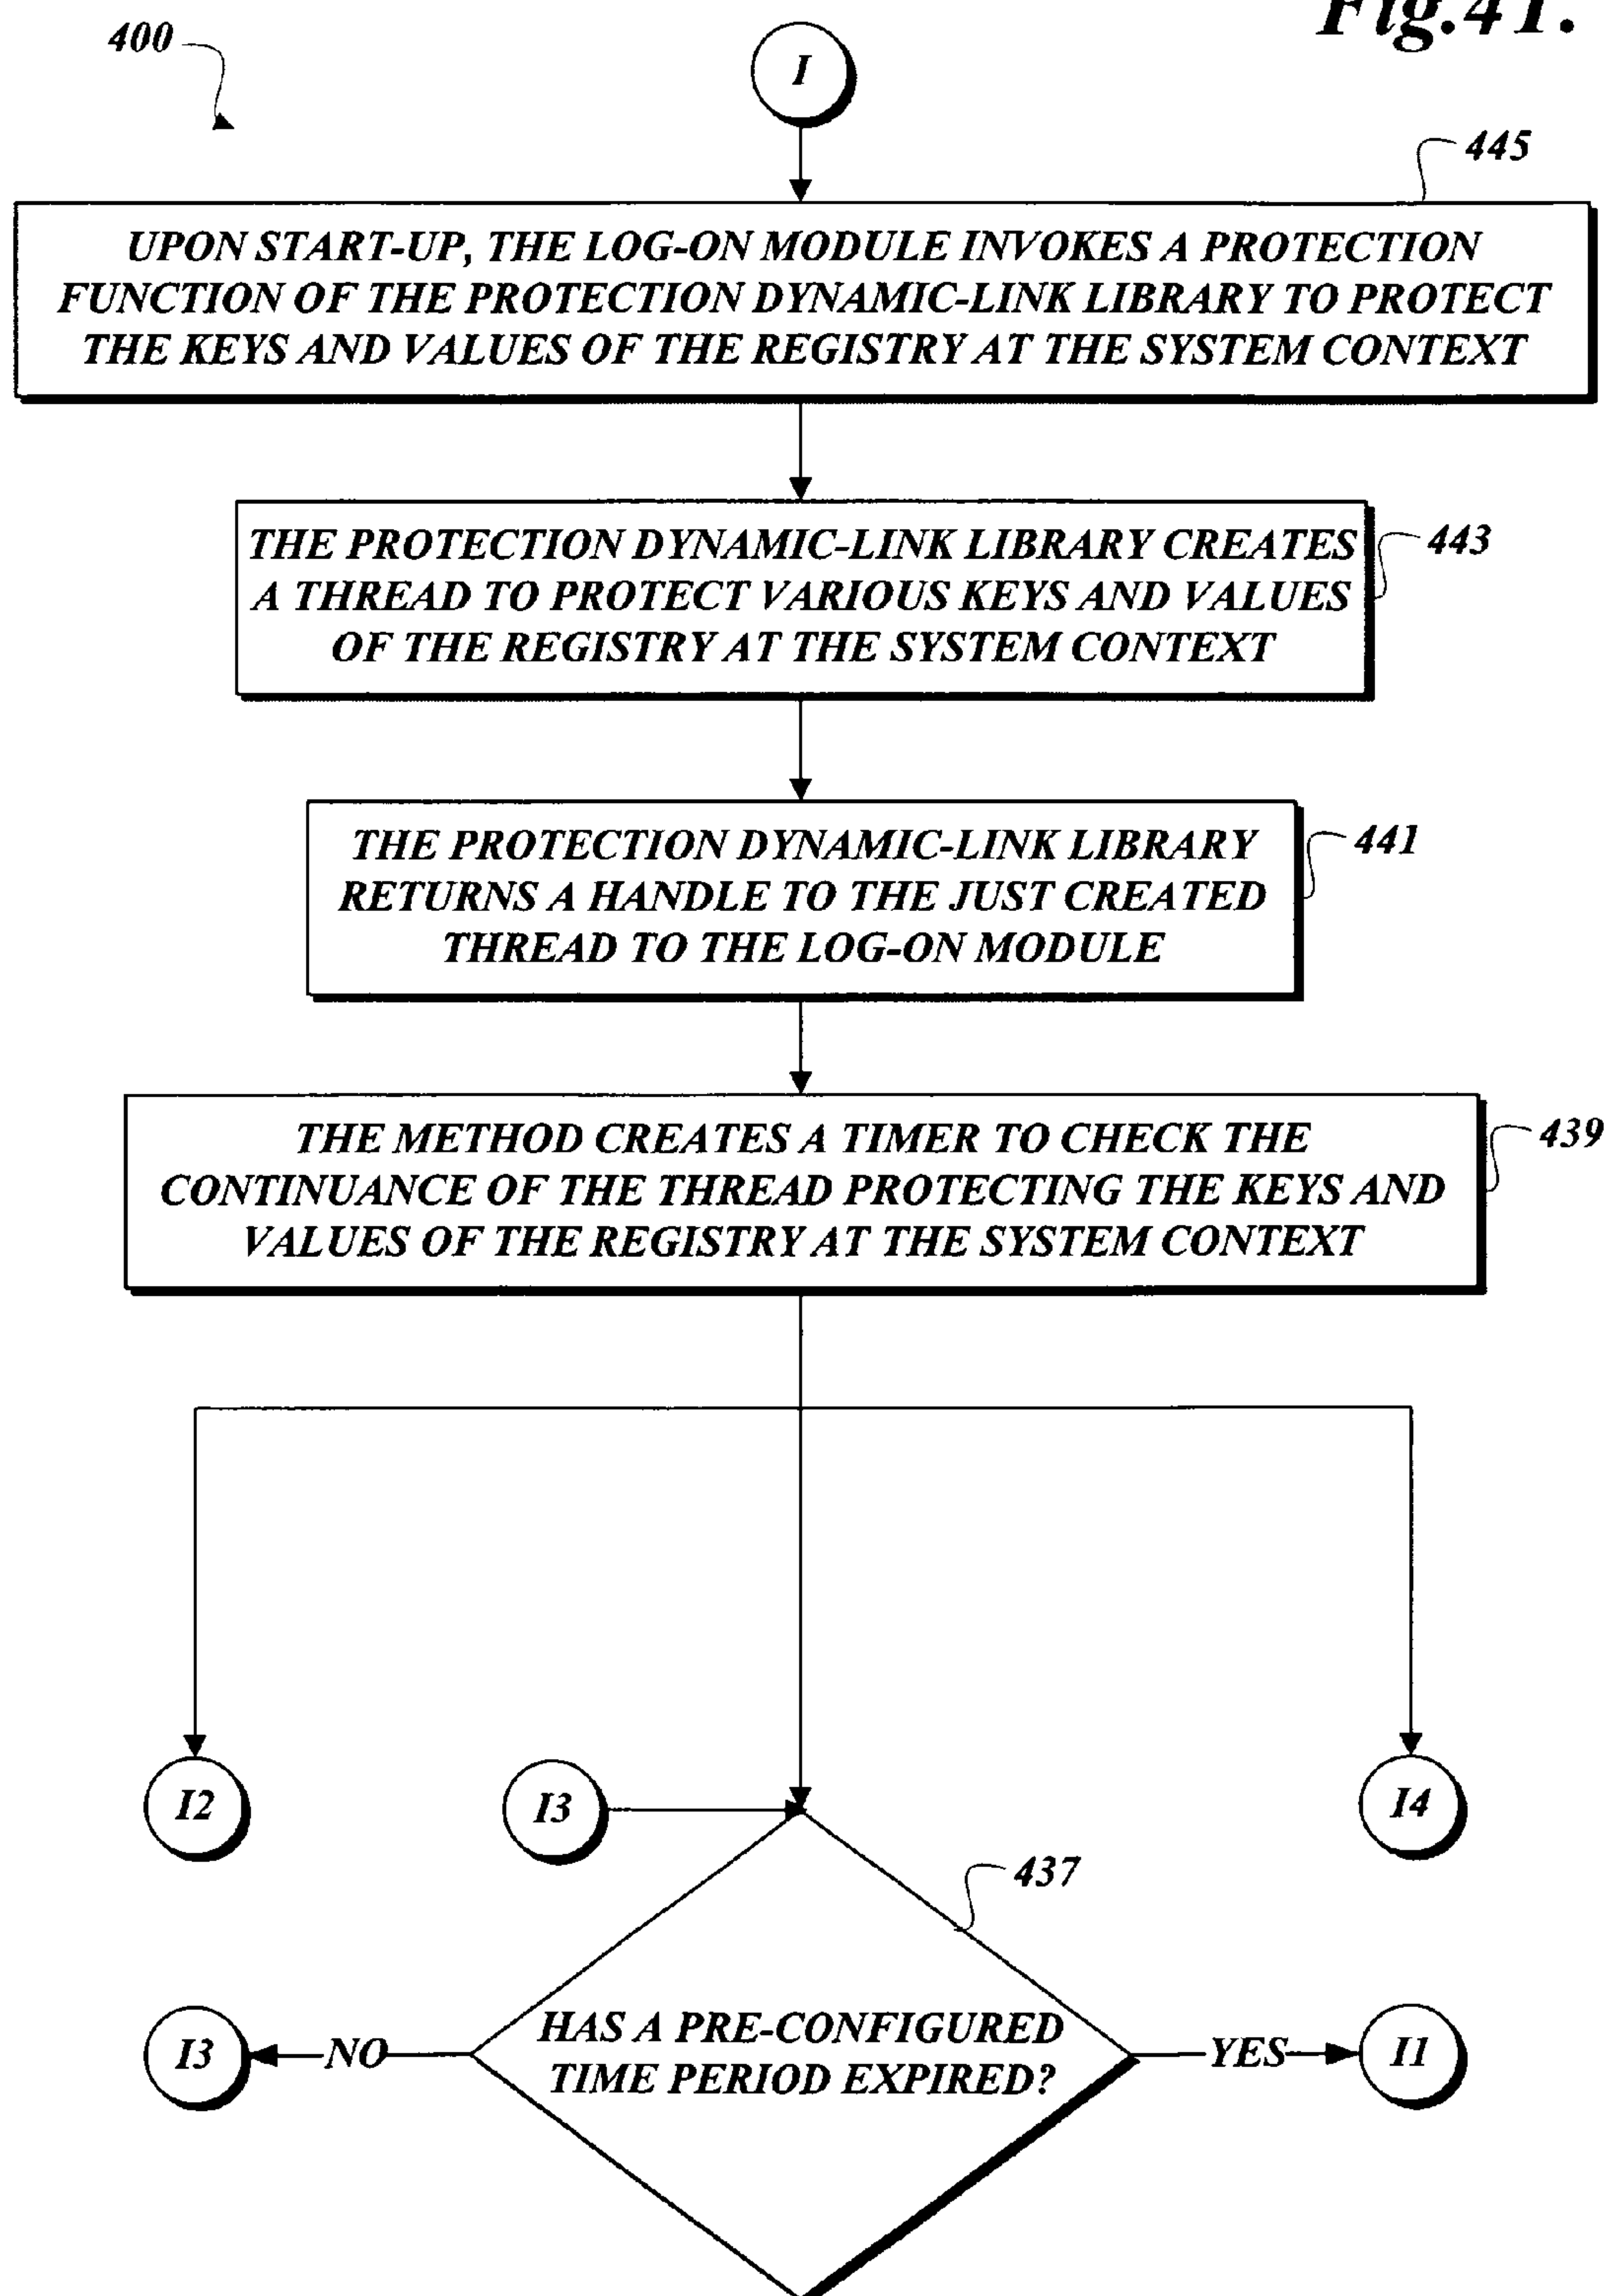 Fig.41.
400
I
445
UPON START-UP, THE LOG-ON MODULE INVOKES A PROTECTION
FUNCTION OF THE PROTECTION DYNAMIC-LINK LIBRARY TO PROTECT
THE KEYS AND VALUES OF THE REGISTRY AT THE SYSTEM CONTEXT
THE PROTECTION DYNAMIC-LINK LIBRARY CREATES
A THREAD TO PROTECT VARIOUS KEYS AND VALUES
OF THE REGISTRY AT THE SYSTEM CONTEXT
443
THE PROTECTION DYNAMIC-LINK LIBRARY
RETURNS A HANDLE TO THE JUST CREATED
THREAD TO THE LOG-ON MODULE
441
THE METHOD CREATES A TIMER TO CHECK THE
CONTINUANCE OF THE THREAD PROTECTING THE KEYS AND
VALUES OF THE REGISTRY AT THE SYSTEM CONTEXT
439
I2
I3
I4
437
I3
NO
HAS A PRE-CONFIGURED
TIME PERIOD EXPIRED?
YES
I1